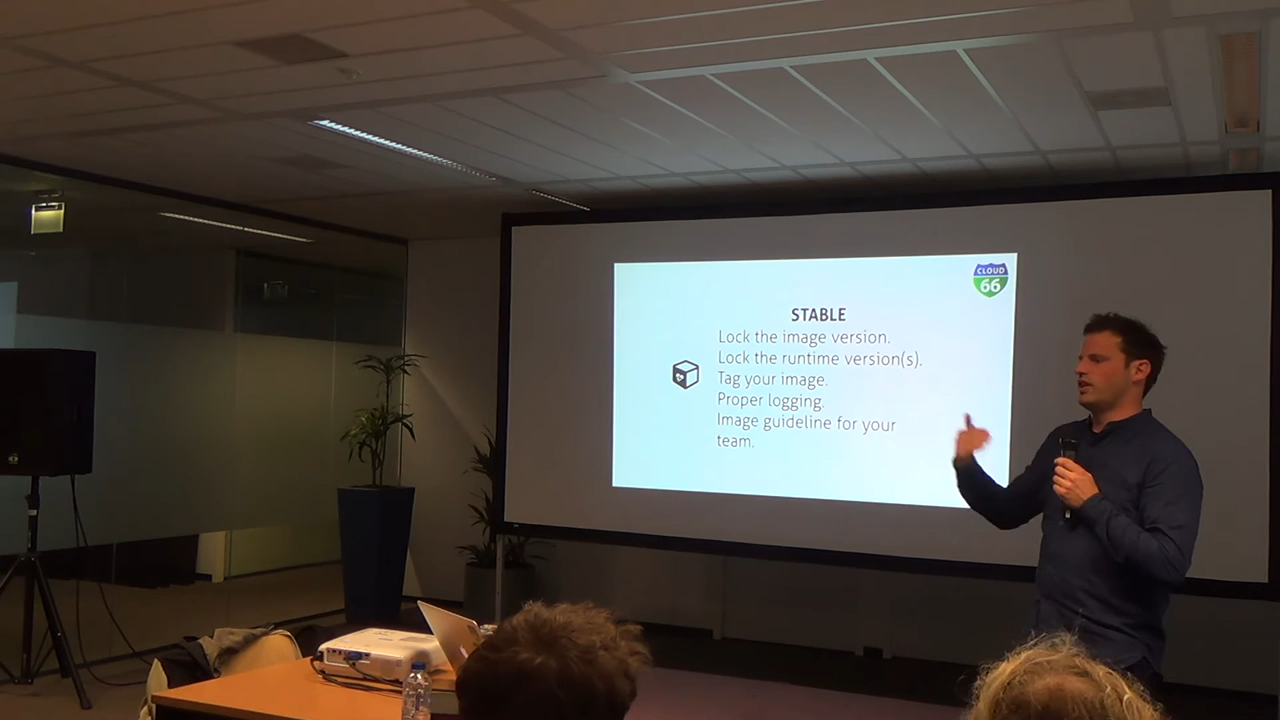 CLOUD
66
STABLE
Lock the image version.
Lock the runtime version(s).
Tag your image.
Proper logging.
Image guideline for your
team.